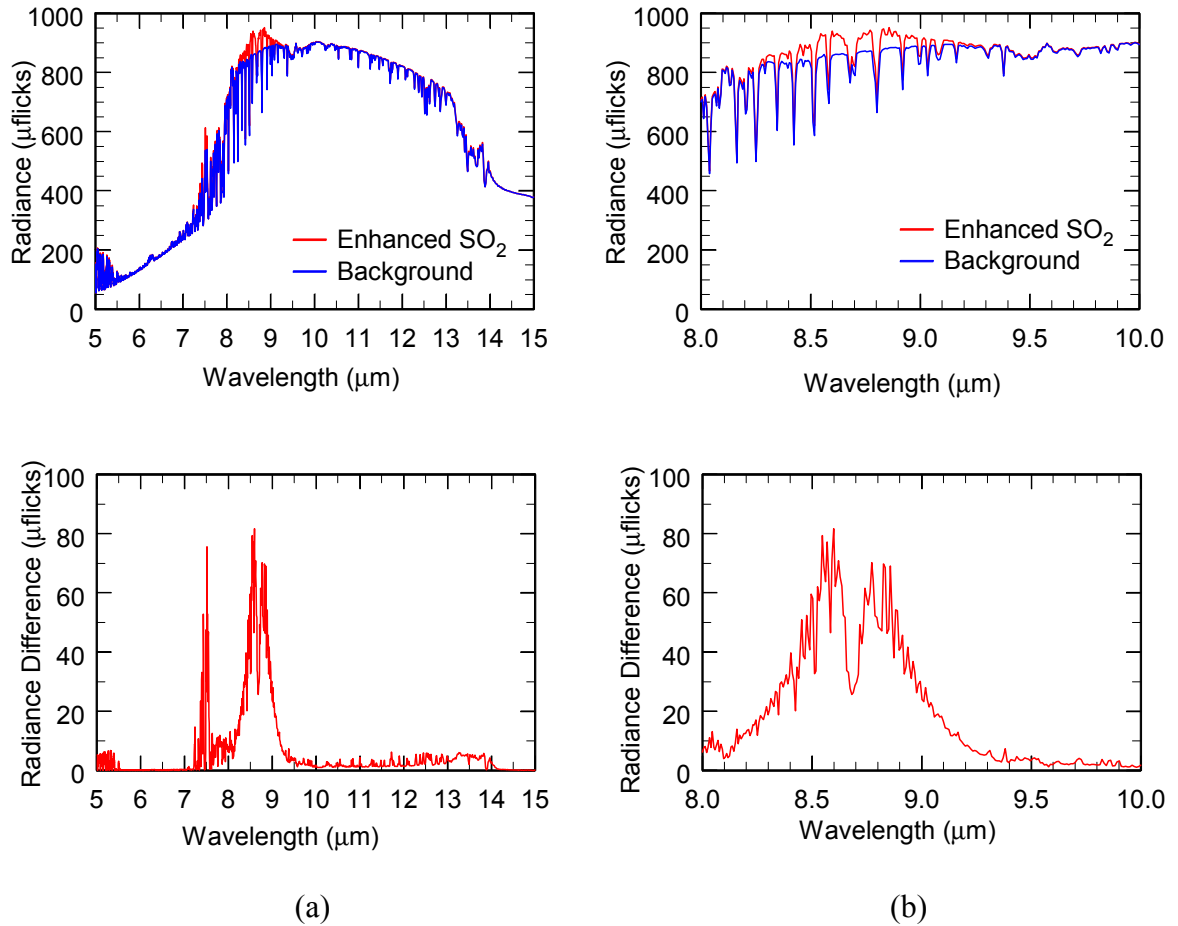 1000
800
600
400
200
0
Radiance (μflicks)
Enhanced SO₂
Background
5 6 7 8 9 10 11 12 13 14 15
Wavelength (μm)
1000
800
600
400
200
0
Radiance (μflicks)
Enhanced SO₂
Background
8.0 8.5 9.0 9.5 10.0
Wavelength (μm)
100
80
60
40
20
0
Radiance Difference (μflicks)
5 6 7 8 9 10 11 12 13 14 15
Wavelength (μm)
100
80
60
40
20
0
Radiance Difference (μflicks)
8.0 8.5 9.0 9.5 10.0
Wavelength (μm)
(a)
(b)